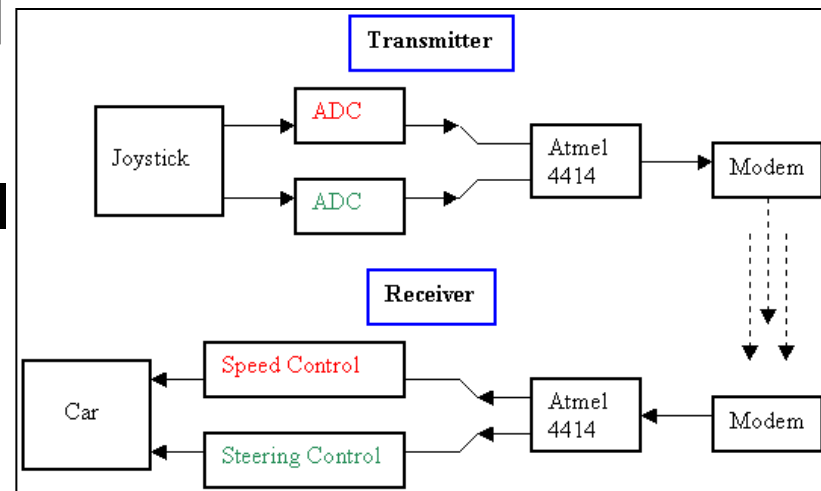 Transmitter
ADC
Joystick
ADC
Atmel
4414
Modem
Receiver
Speed Control
Car
Steering Control
Atmel
4414
Modem